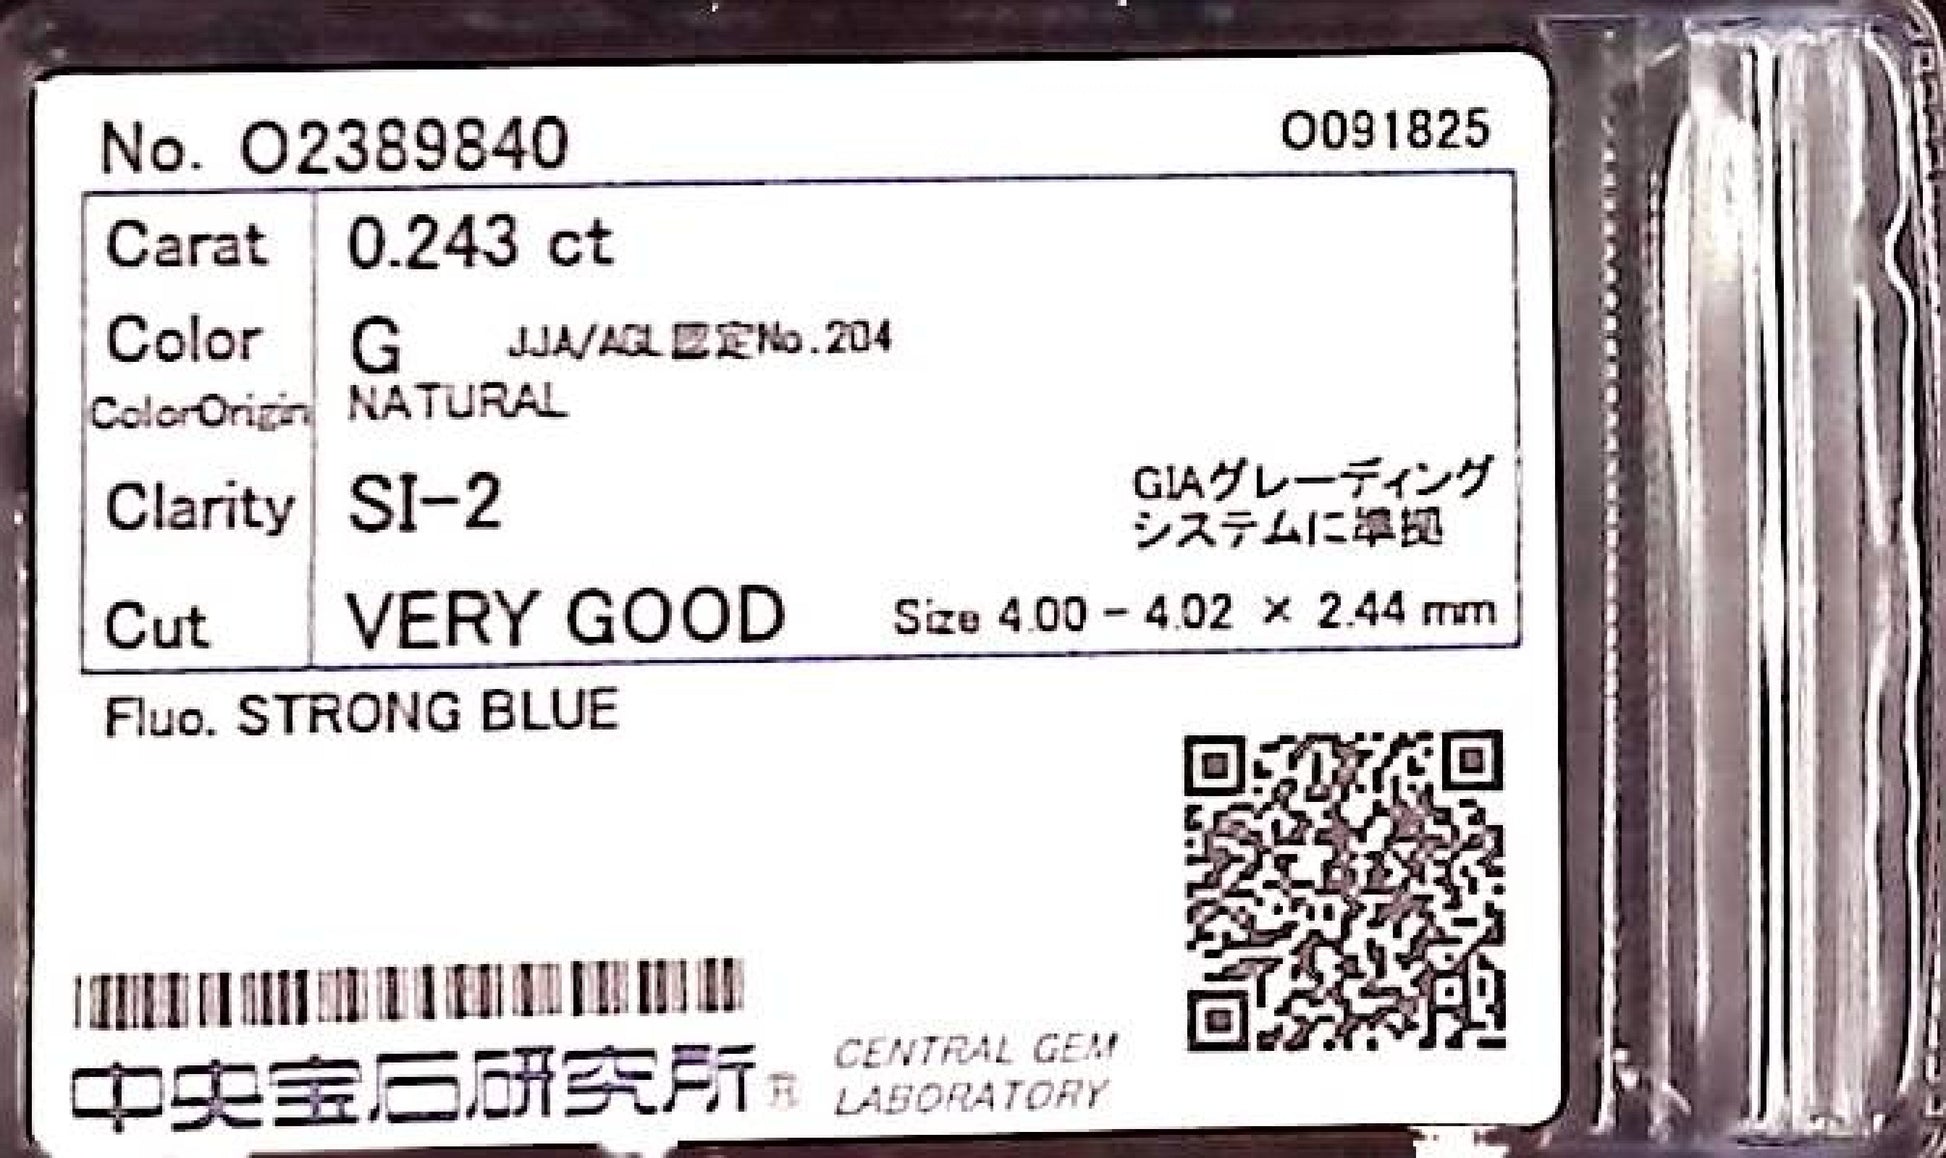 No. O2389840 O091825
Carat 0.243 ct
Color G JJA/AGL認定No.204
ColorOrigin NATURAL
Clarity SI-2 GIAグレーディング
システムに準拠
Cut VERY GOOD Size 4.00 - 4.02 × 2.44 mm
Fluo. STRONG BLUE
中央宝石研究所 CENTRAL GEM
LABORATORY